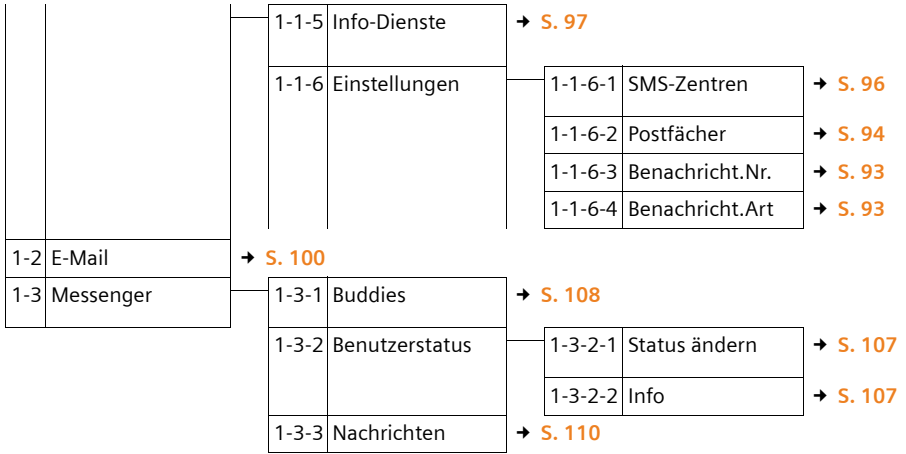 1-1-5 Info-Dienste → S. 97
1-1-6 Einstellungen 1-1-6-1 SMS-Zentren → S. 96
1-1-6-2 Postfächer → S. 94
1-1-6-3 Benachricht.Nr. → S. 93
1-1-6-4 Benachricht.Art → S. 93
1-2 E-Mail → S. 100
1-3 Messenger 1-3-1 Buddies → S. 108
1-3-2 Benutzerstatus 1-3-2-1 Status ändern → S. 107
1-3-2-2 Info → S. 107
1-3-3 Nachrichten → S. 110